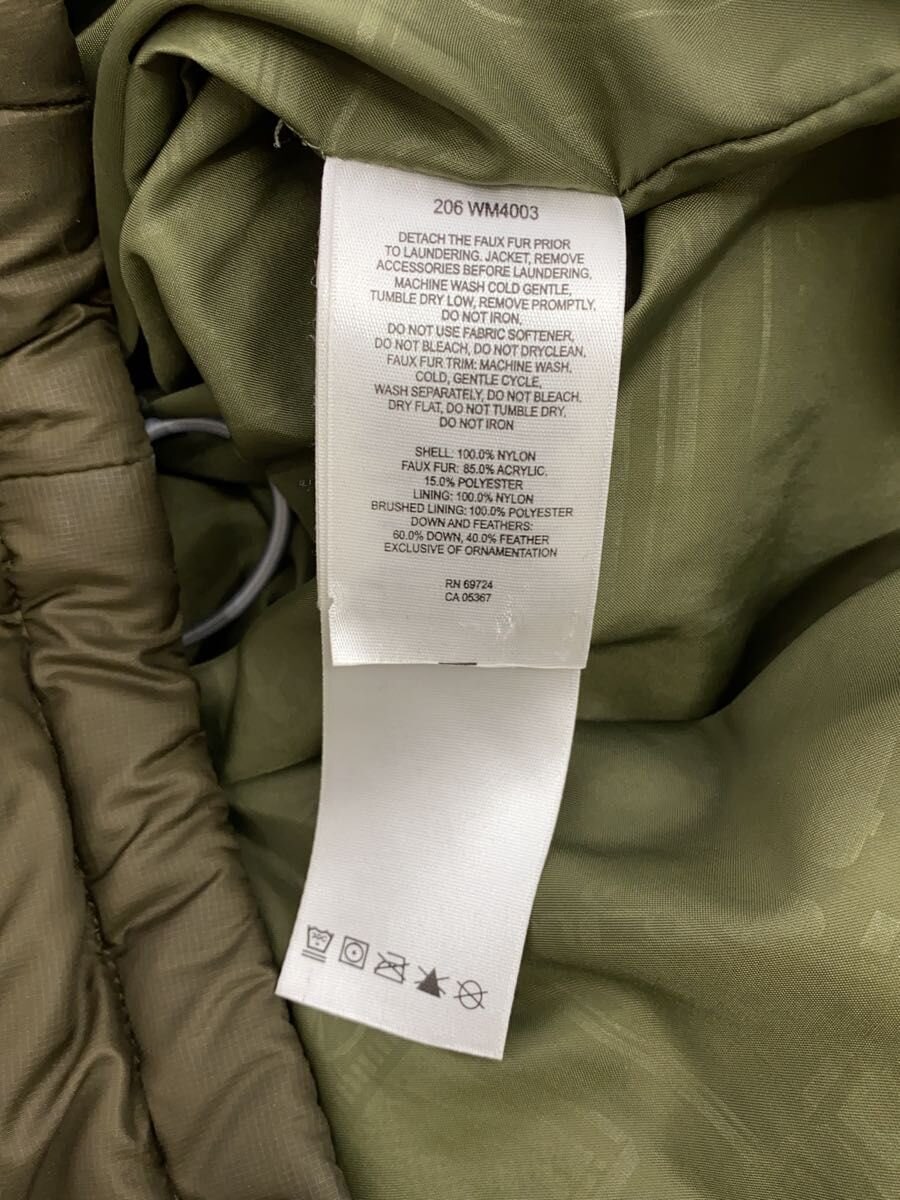 206 WM4003
DETACH THE FAUX FUR PRIOR
TO LAUNDERING. JACKET, REMOVE
ACCESSORIES BEFORE LAUNDERING,
MACHINE WASH COLD GENTLE,
TUMBLE DRY LOW, REMOVE PROMPTLY.
DO NOT IRON,
DO NOT USE FABRIC SOFTENER,
DO NOT BLEACH, DO NOT DRYCLEAN.
FAUX FUR TRIM: MACHINE WASH.
COLD, GENTLE CYCLE,
WASH SEPARATELY, DO NOT BLEACH.
DRY FLAT, DO NOT TUMBLE DRY,
DO NOT IRON
SHELL: 100.0% NYLON
FAUX FUR: 85.0% ACRYLIC.
15.0% POLYESTER
LINING: 100.0% NYLON
BRUSHED LINING: 100.0% POLYESTER
DOWN AND FEATHERS:
60.0% DOWN, 40.0% FEATHER
EXCLUSIVE OF ORNAMENTATION
RN 69724
CA 05367